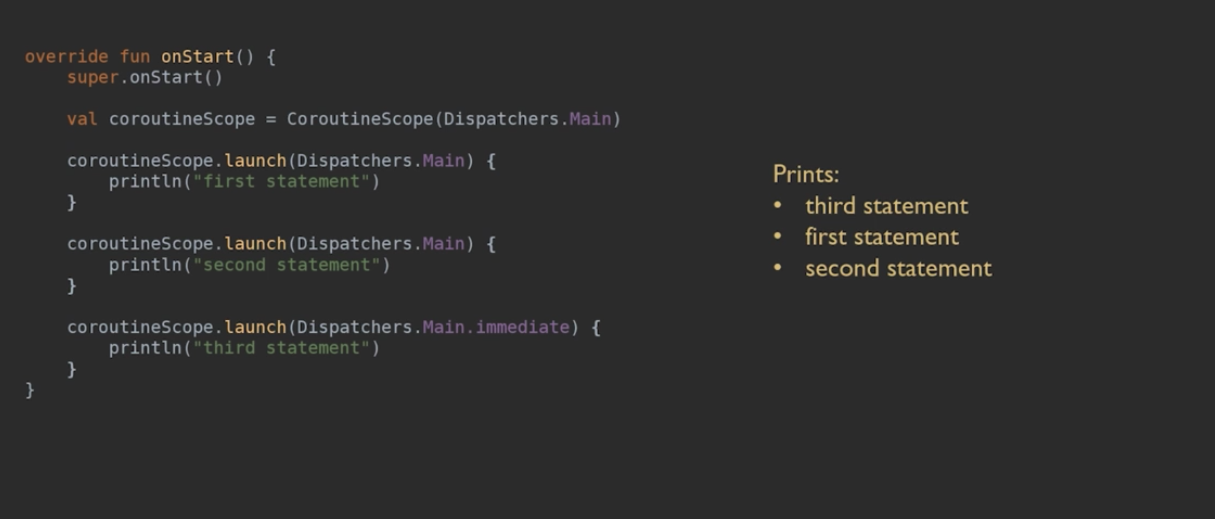 override fun onStart() {
    super.onStart()
    val coroutineScope = CoroutineScope(Dispatchers.Main)
    coroutineScope.launch(Dispatchers.Main) {
        println("first statement")
    }
    coroutineScope.launch(Dispatchers.Main) {
        println("second statement")
    }
    coroutineScope.launch(Dispatchers.Main.immediate) {
        println("third statement")
    }
}
Prints:
• third statement
• first statement
• second statement